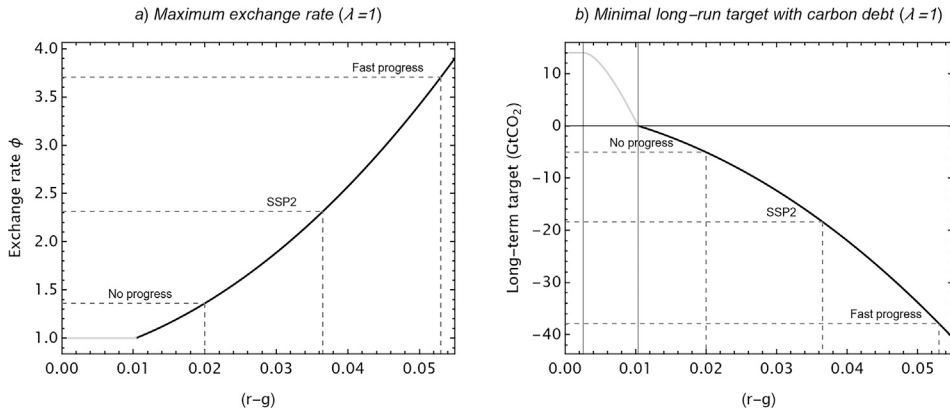 a) Maximum exchange rate (λ=1)
4.0
3.5
3.0
2.5
2.0
1.5
1.0
Exchange rate ϕ
Fast progress
SSP2
No progress
0.00 0.01 0.02 0.03 0.04 0.05
(r-g)
b) Minimal long-run target with carbon debt (λ=1)
10
0
-10
-20
-30
-40
Long-term target (GtCO₂)
No progress
SSP2
Fast progress
0.00 0.01 0.02 0.03 0.04 0.05
(r-g)